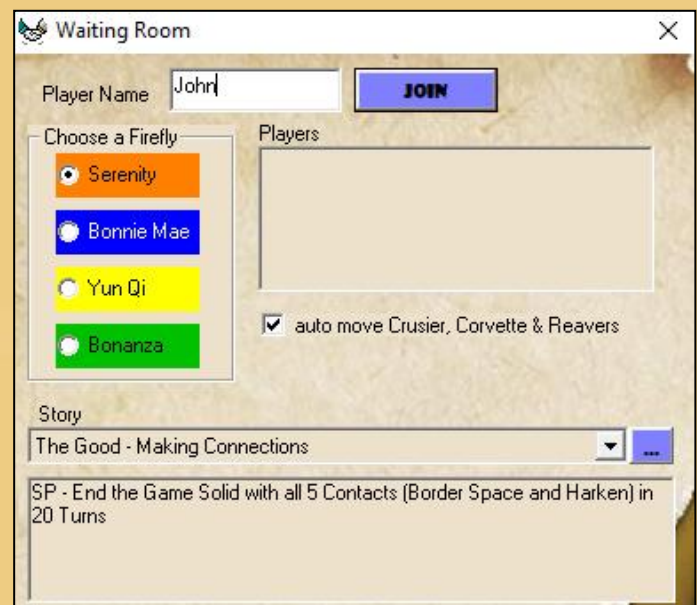 Waiting Room
Player Name
John
JOIN
Choose a Firefly
Serenity
Bonnie Mae
Yun Qi
Bonanza
Players
auto move Crusier, Corvette & Reavers
Story
The Good - Making Connections
...
SP - End the Game Solid with all 5 Contacts (Border Space and Harken) in
20 Turns